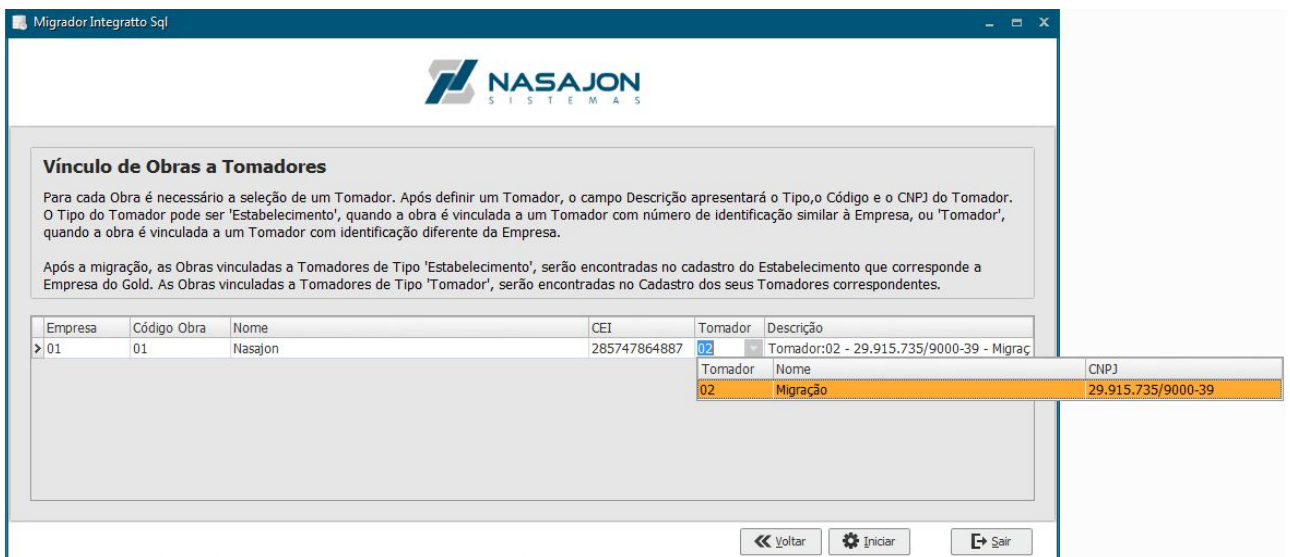 Migrador Integratto Sql
NASAJON
SISTEMAS
Vínculo de Obras a Tomadores
Para cada Obra é necessário a seleção de um Tomador. Após definir um Tomador, o campo Descrição apresentará o Tipo,o Código e o CNPJ do Tomador.
O Tipo do Tomador pode ser 'Estabelecimento', quando a obra é vinculada a um Tomador com número de identificação similar à Empresa, ou 'Tomador',
quando a obra é vinculada a um Tomador com identificação diferente da Empresa.
Após a migração, as Obras vinculadas a Tomadores de Tipo 'Estabelecimento', serão encontradas no cadastro do Estabelecimento que corresponde a
Empresa do Gold. As Obras vinculadas a Tomadores de Tipo 'Tomador', serão encontradas no Cadastro dos seus Tomadores correspondentes.
Empresa Código Obra Nome CEI Tomador Descrição
01 01 Nasajon 285747864887 02 Tomador:02 - 29.915.735/9000-39 - Migraç
Tomador Nome CNPJ
02 Migração 29.915.735/9000-39
Voltar Iniciar Sair